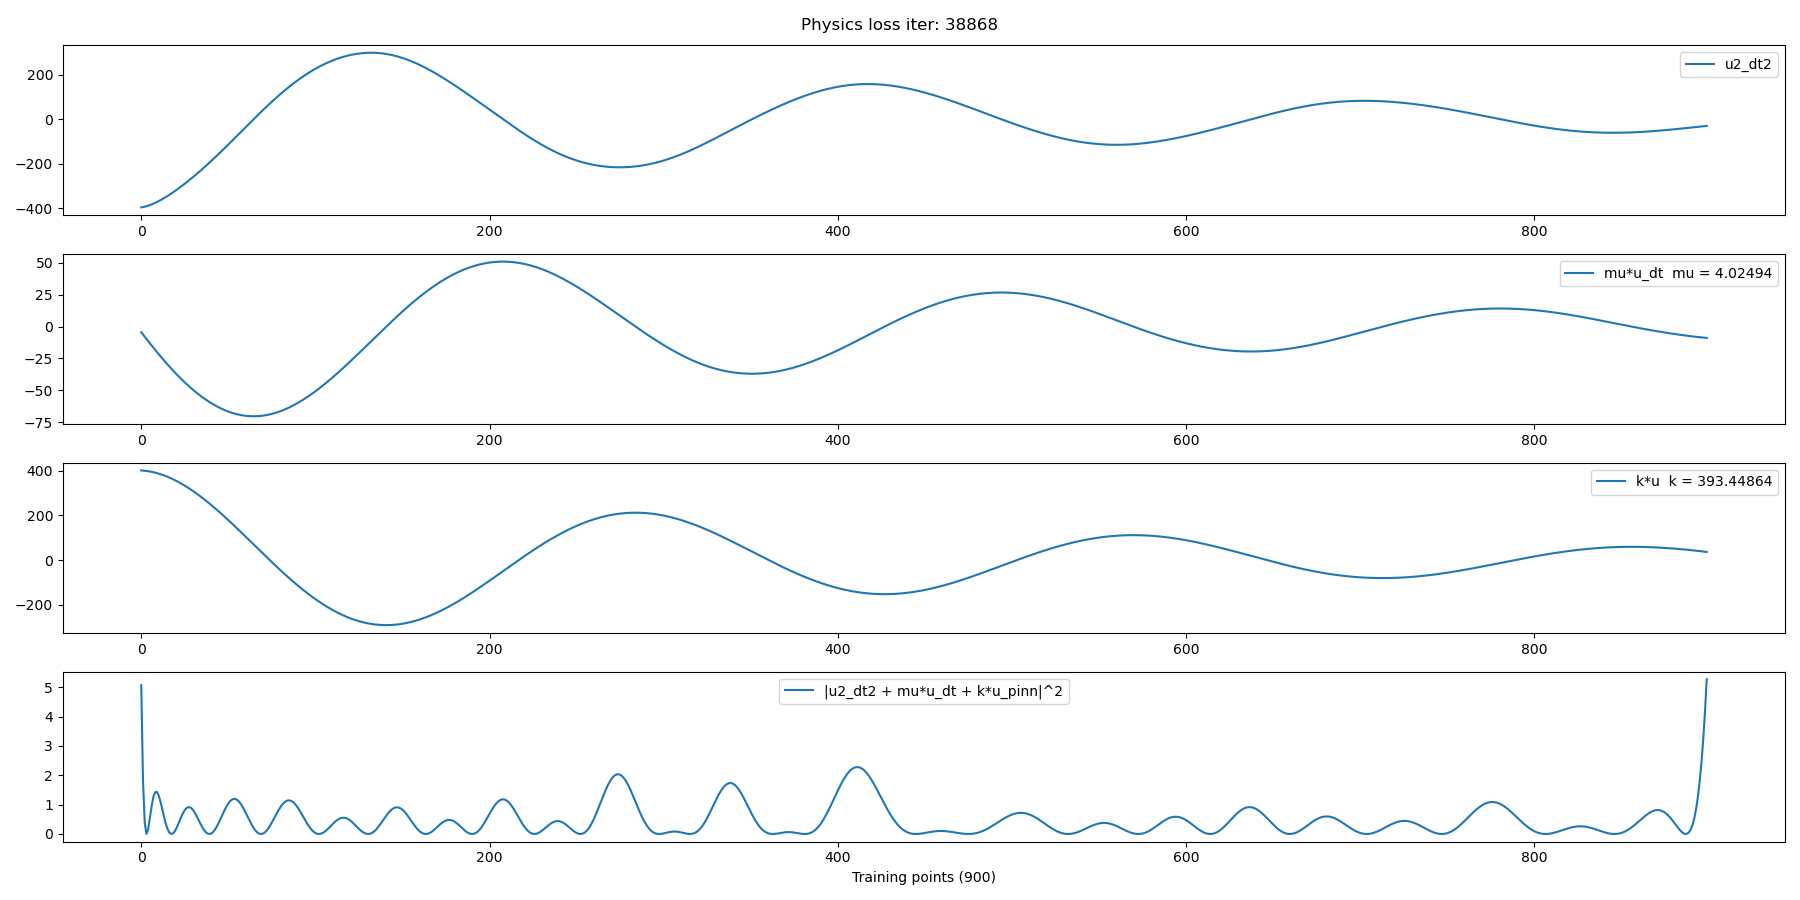 Physics loss iter: 38868
u2_dt2
200
0
−200
−400
0 200 400 600 800
mu*u_dt  mu = 4.02494
50
25
0
−25
−50
−75
0 200 400 600 800
k*u  k = 393.44864
400
200
0
−200
0 200 400 600 800
|u2_dt2 + mu*u_dt + k*u_pinn|^2
5
4
3
2
1
0
0 200 400 600 800
Training points (900)